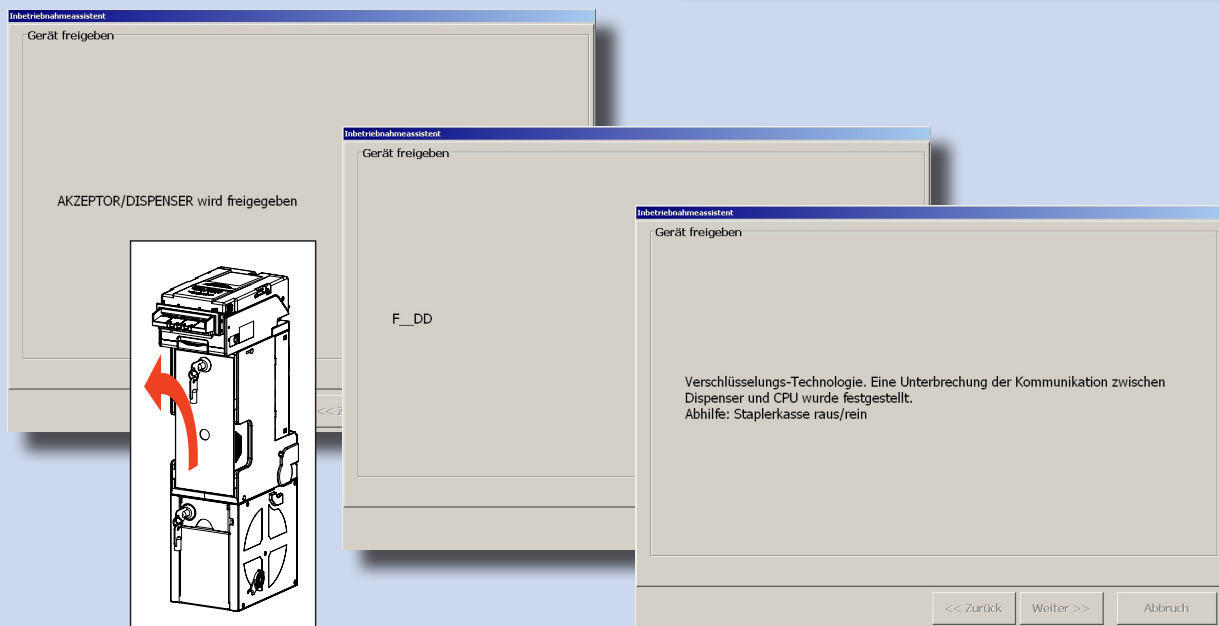 Inbetriebnahmeassistent
Gerät freigeben
AKZEPTOR/DISPENSER wird freigegeben
<< Z
Inbetriebnahmeassistent
Gerät freigeben
F__DD
Inbetriebnahmeassistent
Gerät freigeben
Verschlüsselungs-Technologie. Eine Unterbrechung der Kommunikation zwischen
Dispenser und CPU wurde festgestellt.
Abhilfe: Staplerkasse raus/rein
<< Zurück Weiter >> Abbruch